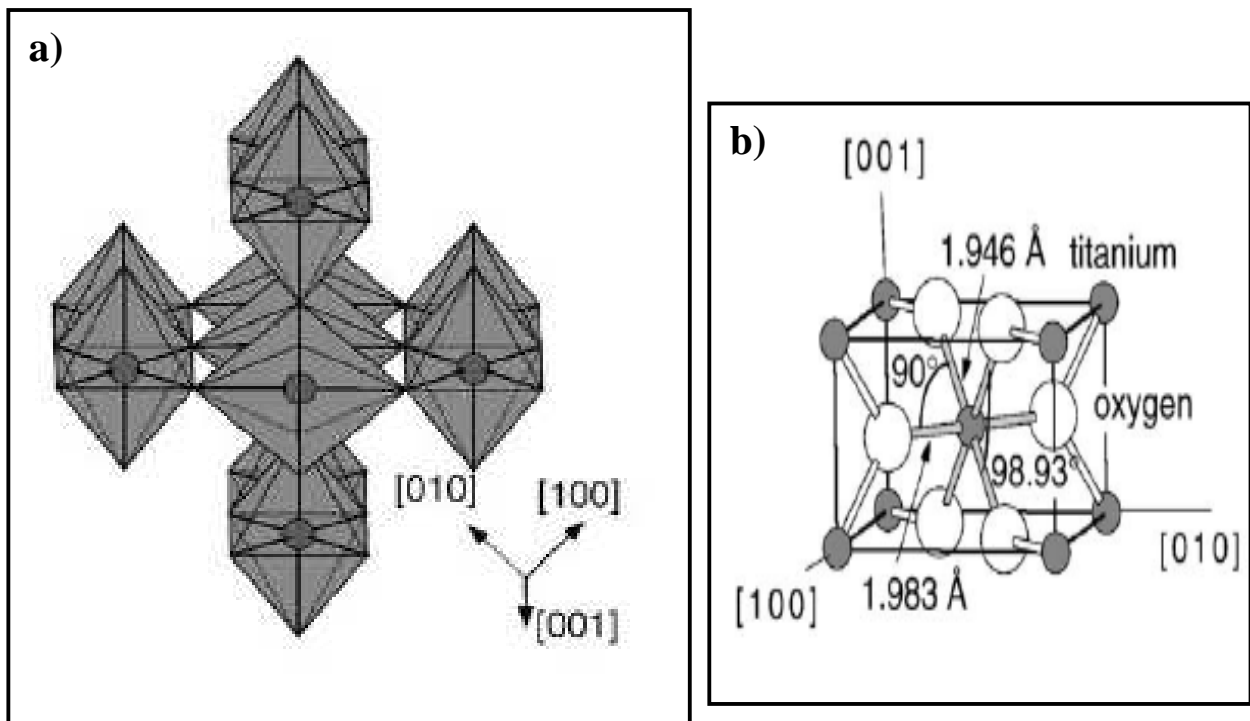 a)
[010]
[100]
[001]
b)
[001]
1.946 Å titanium
90°
oxygen
98.93°
[010]
[100]
1.983 Å